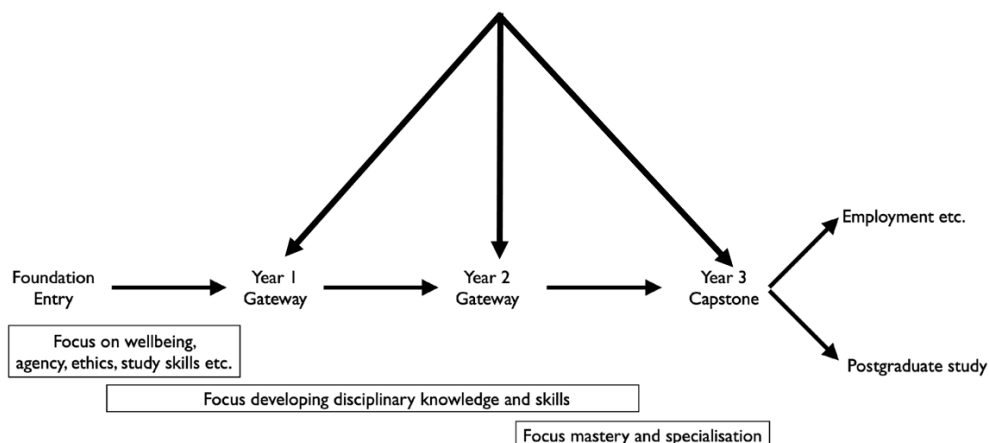 Employment etc.
Foundation
Entry
Year 1
Gateway
Year 2
Gateway
Year 3
Capstone
Focus on wellbeing,
agency, ethics, study skills etc.
Postgraduate study
Focus developing disciplinary knowledge and skills
Focus mastery and specialisation